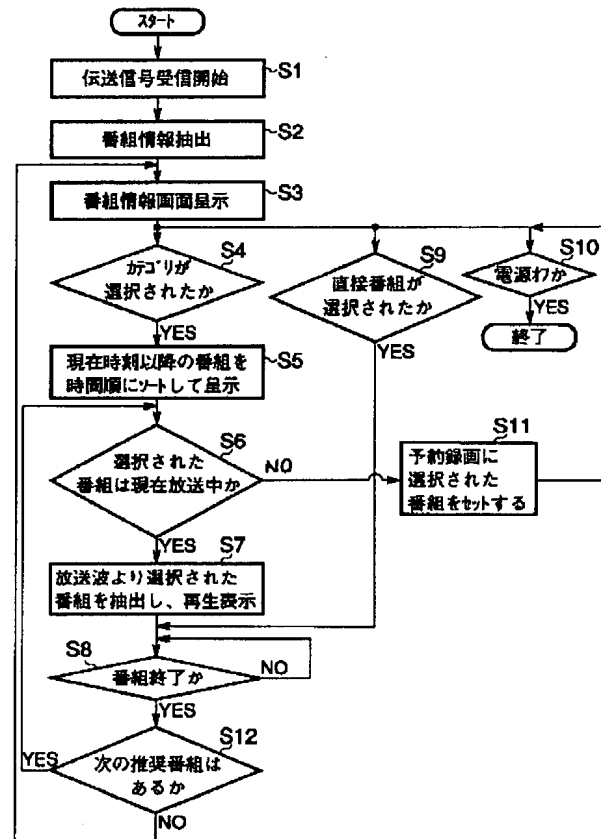 スタート
伝送信号受信開始
S1
番組情報抽出
S2
番組情報画面呈示
S3
カテゴリが
選択されたか
S4
YES
直接番組が
選択されたか
S9
YES
電源オフか
S10
YES
終了
現在時刻以降の番組を
時間順にソートして呈示
S5
選択された
番組は現在放送中か
S6
NO
YES
予約録画に
選択された
番組をセットする
S11
放送波より選択された
番組を抽出し、再生表示
S7
番組終了か
S8
NO
YES
次の推奨番組は
あるか
S12
YES
NO